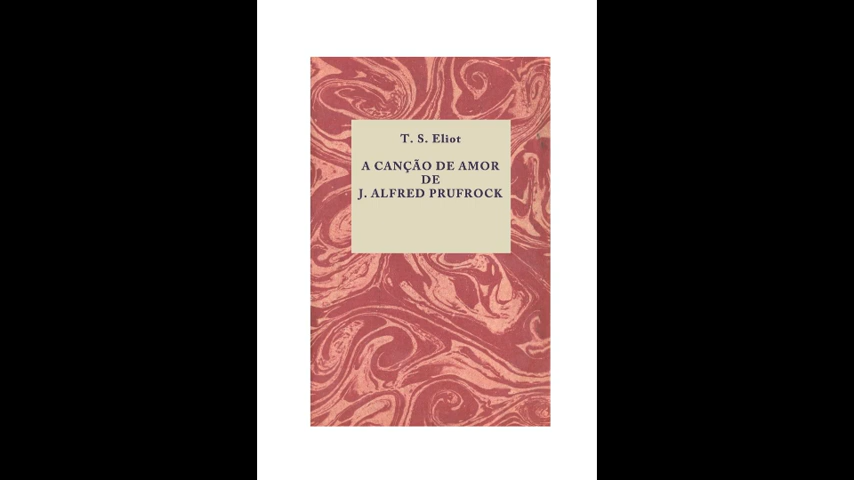 T. S. Eliot
A CANÇÃO DE AMOR
DE
J. ALFRED PRUFROCK